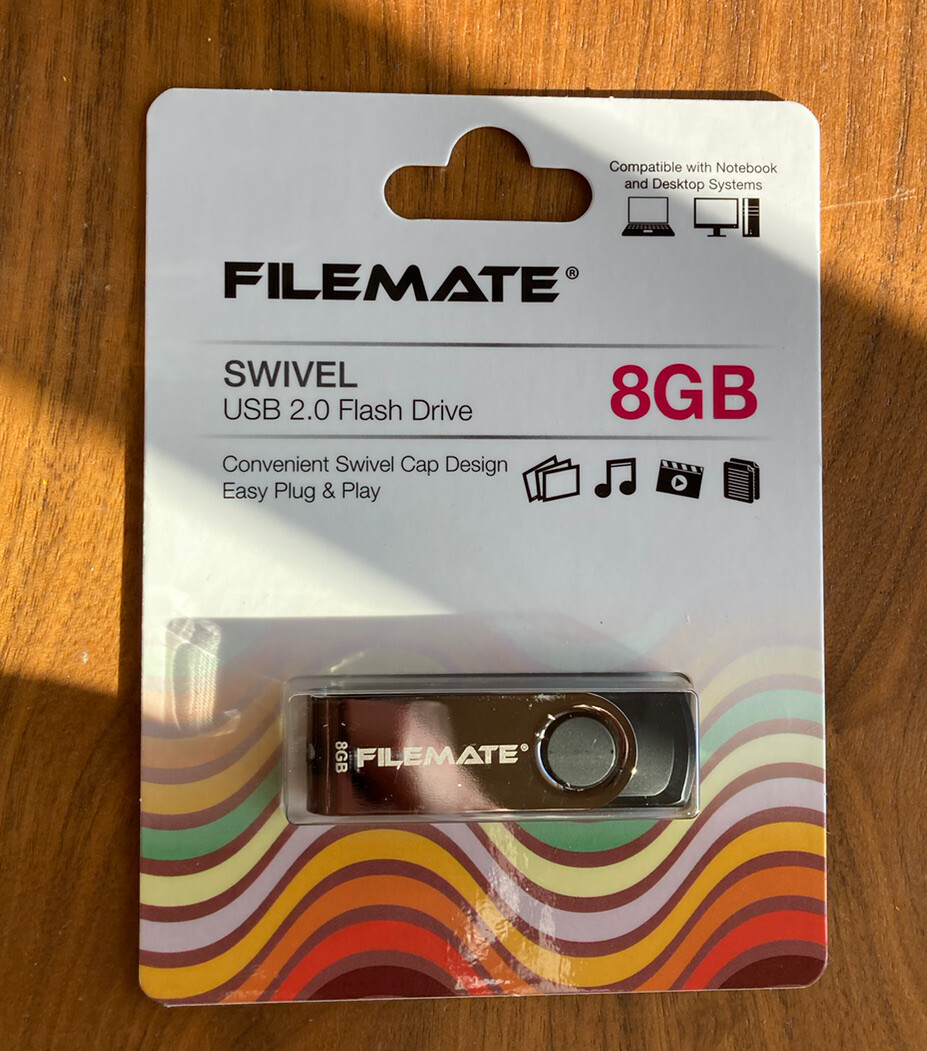 Compatible with Notebook
and Desktop Systems
FILEMATE®
SWIVEL
USB 2.0 Flash Drive
8GB
Convenient Swivel Cap Design
Easy Plug & Play
8GB
FILEMATE®